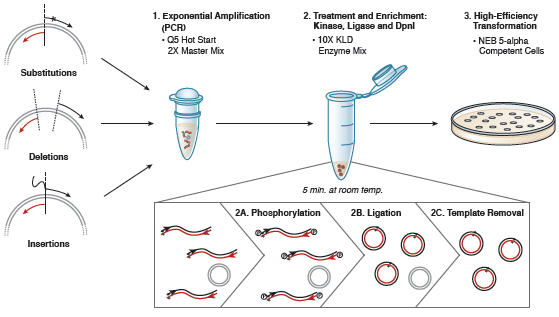 1. Exponential Amplification
(PCR)
• Q5 Hot Start
2X Master Mix
2. Treatment and Enrichment:
Kinase, Ligase and DpnI
• 10X KLD
Enzyme Mix
3. High-Efficiency
Transformation
• NEB 5-alpha
Competent Cells
Substitutions
Deletions
Insertions
5 min. at room temp.
2A. Phosphorylation
2B. Ligation
2C. Template Removal
P
P
P
P
P
P